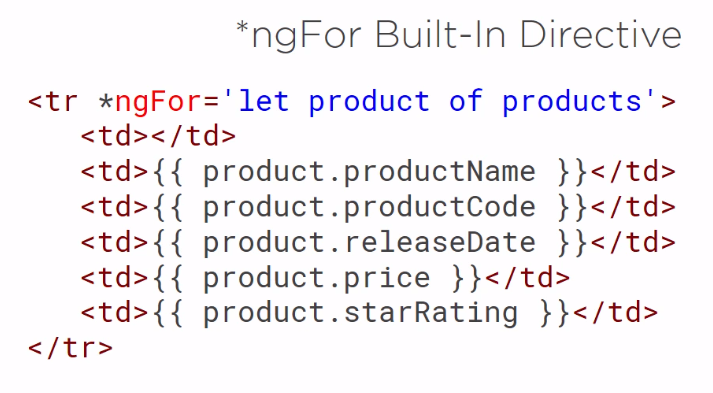 *ngFor Built-In Directive
<tr *ngFor='let product of products'>
<td></td>
<td>{{ product.productName }}</td>
<td>{{ product.productCode }}</td>
<td>{{ product.releaseDate }}</td>
<td>{{ product.price }}</td>
<td>{{ product.starRating }}</td>
</tr>